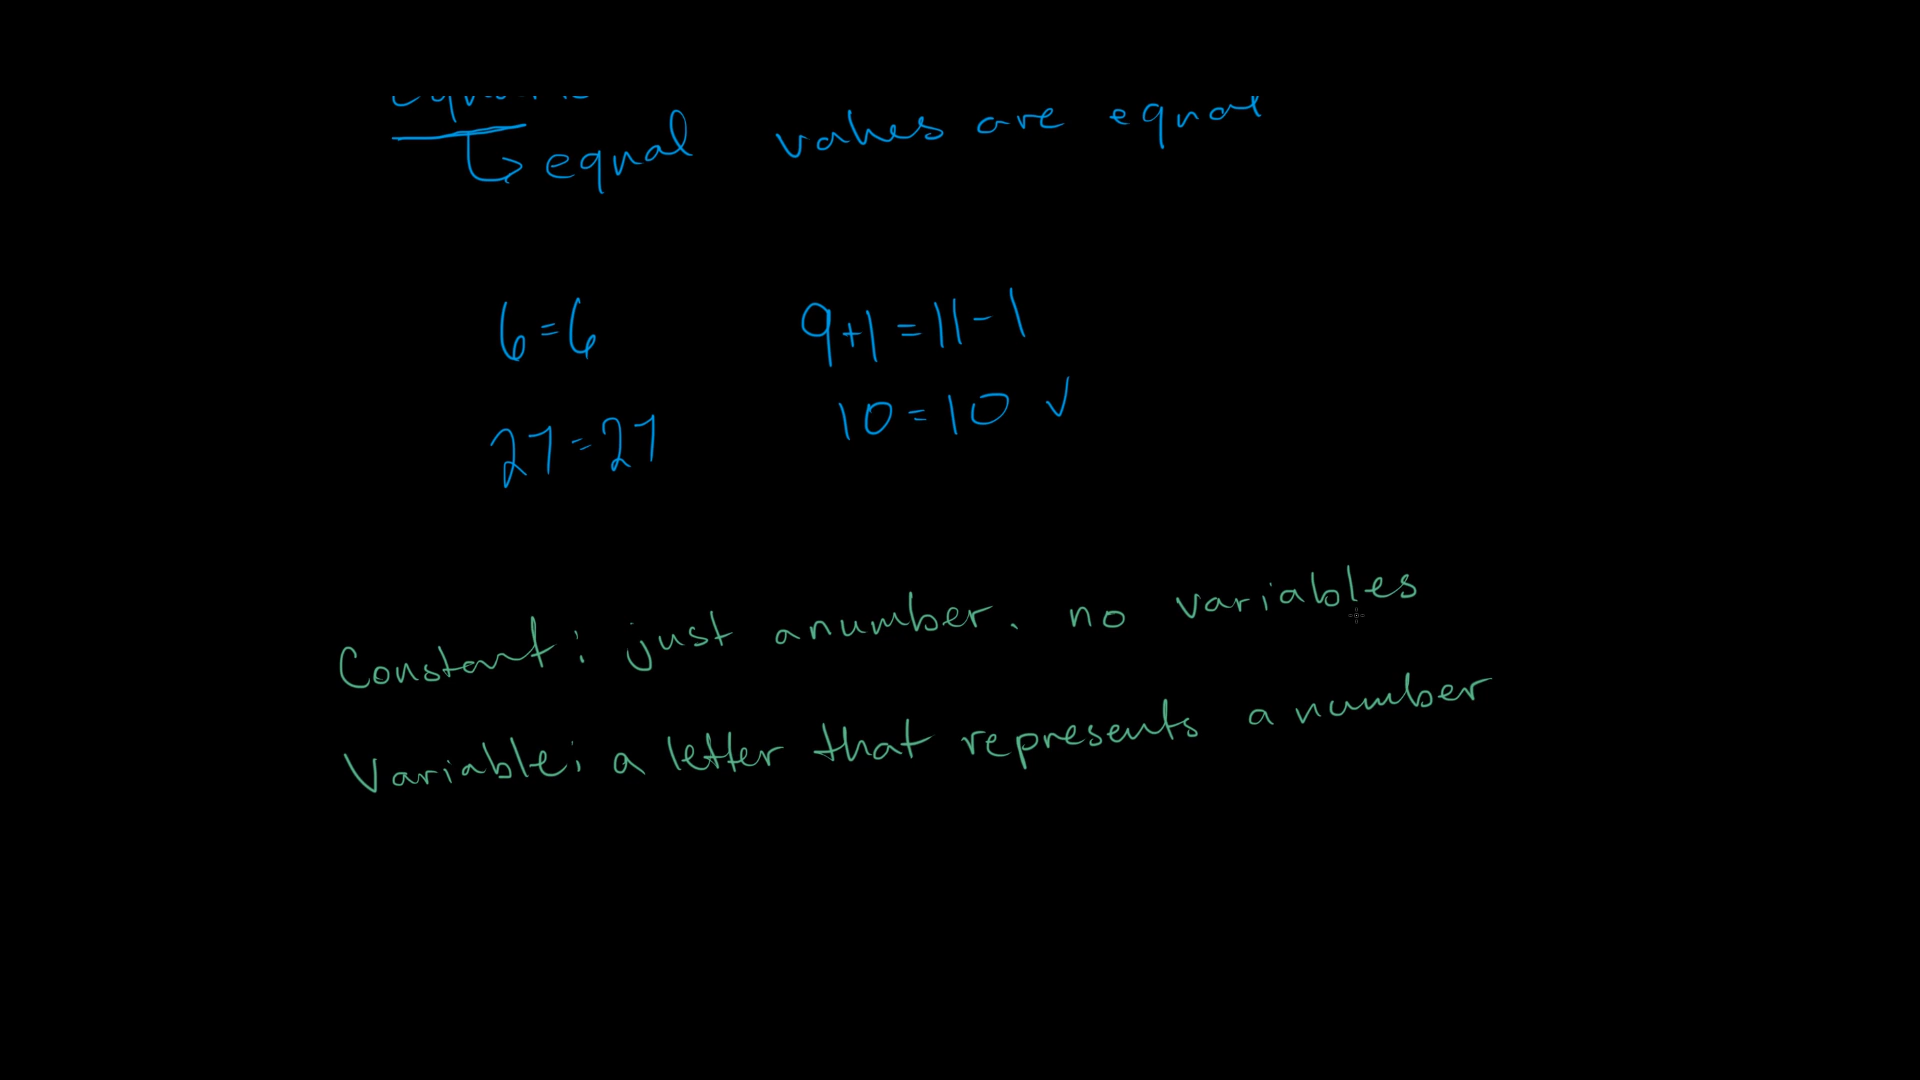 equal values are equal
6=6
9+1=11-1
27=27
10=10 ✓
Constant: just a number. no variables
Variable: a letter that represents a number